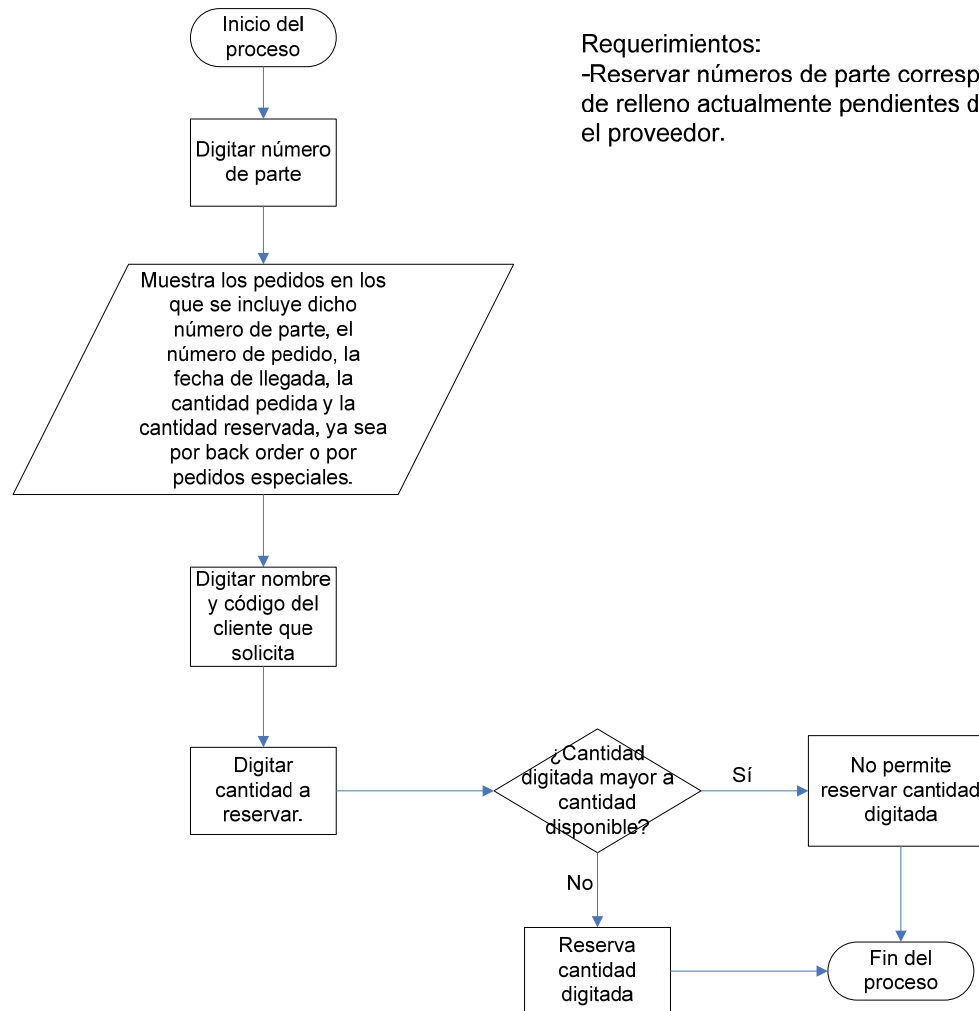 Inicio del
proceso
Requerimientos:
-Reservar números de parte
de relleno actualmente pendientes
el proveedor.
Digitar número
de parte
Muestra los pedidos en los
que se incluye dicho
número de parte, el
número de pedido, la
fecha de llegada, la
cantidad pedida y la
cantidad reservada, ya sea
por back order o por
pedidos especiales.
Digitar nombre
y código del
cliente que
solicita
Digitar
cantidad a
reservar.
¿Cantidad
digitada mayor a
cantidad
disponible?
Sí
No permite
reservar cantidad
digitada
No
Reserva
cantidad
digitada
Fin del
proceso